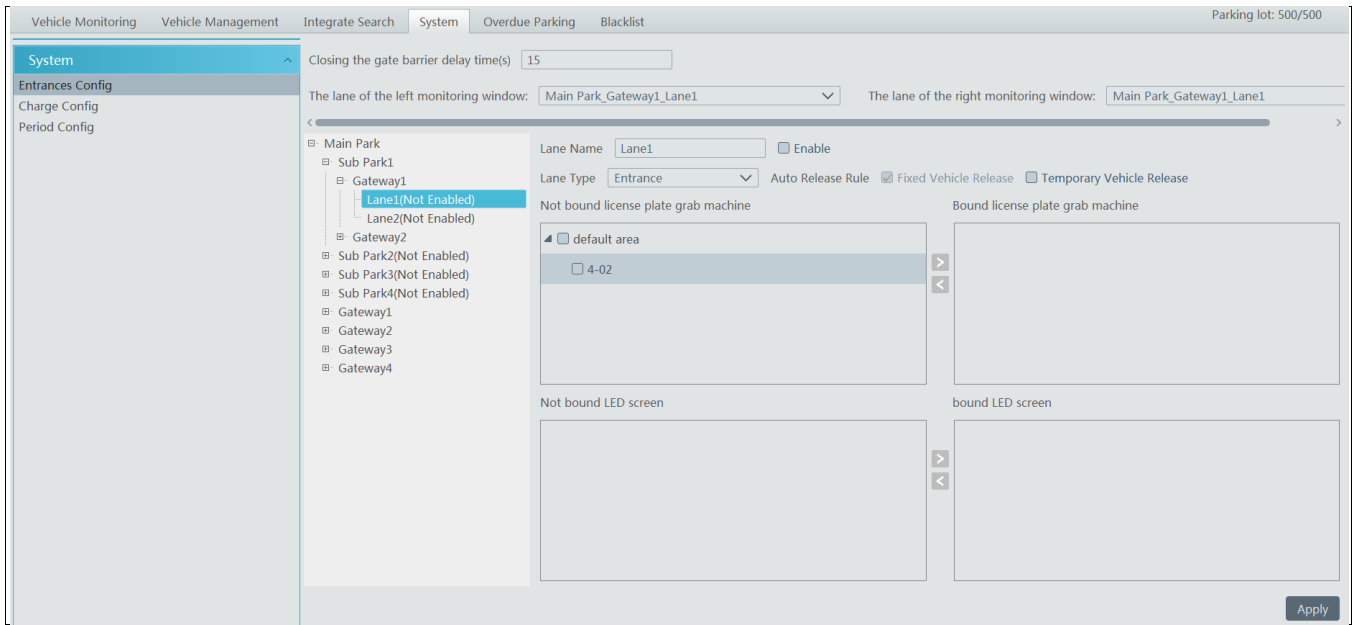 Vehicle Monitoring Vehicle Management Integrate Search System Overdue Parking Blacklist Parking lot: 500/500
System
Entrances Config
Charge Config
Period Config
Closing the gate barrier delay time(s) 15
The lane of the left monitoring window: Main Park_Gateway1_Lane1 The lane of the right monitoring window: Main Park_Gateway1_Lane1
Main Park
Sub Park1
Gateway1
Lane1(Not Enabled)
Lane2(Not Enabled)
Gateway2
Sub Park2(Not Enabled)
Sub Park3(Not Enabled)
Sub Park4(Not Enabled)
Gateway1
Gateway2
Gateway3
Gateway4
Lane Name Lane1 Enable
Lane Type Entrance Auto Release Rule Fixed Vehicle Release Temporary Vehicle Release
Not bound license plate grab machine Bound license plate grab machine
default area
4-02
Not bound LED screen bound LED screen
Apply